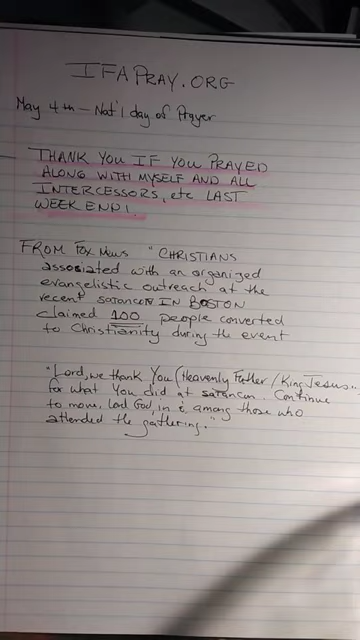 IFAPRAY.ORG
May 4th – Nat'l day of Prayer
THANK YOU IF YOU PRAYED
ALONG WITH MYSELF AND ALL
INTERCESSORS, etc LAST
WEEKEND!
FROM Fox News "CHRISTIANS
associated with an organized
evangelistic outreach at the
recent satancon IN BOSTON
claimed 100 people converted
to Christianity during the event
"Lord, we thank You (Heavenly Father / King Jesus...
for what You did at satancon. Continue
to move, Lord God, in & among those who
attended the gathering."